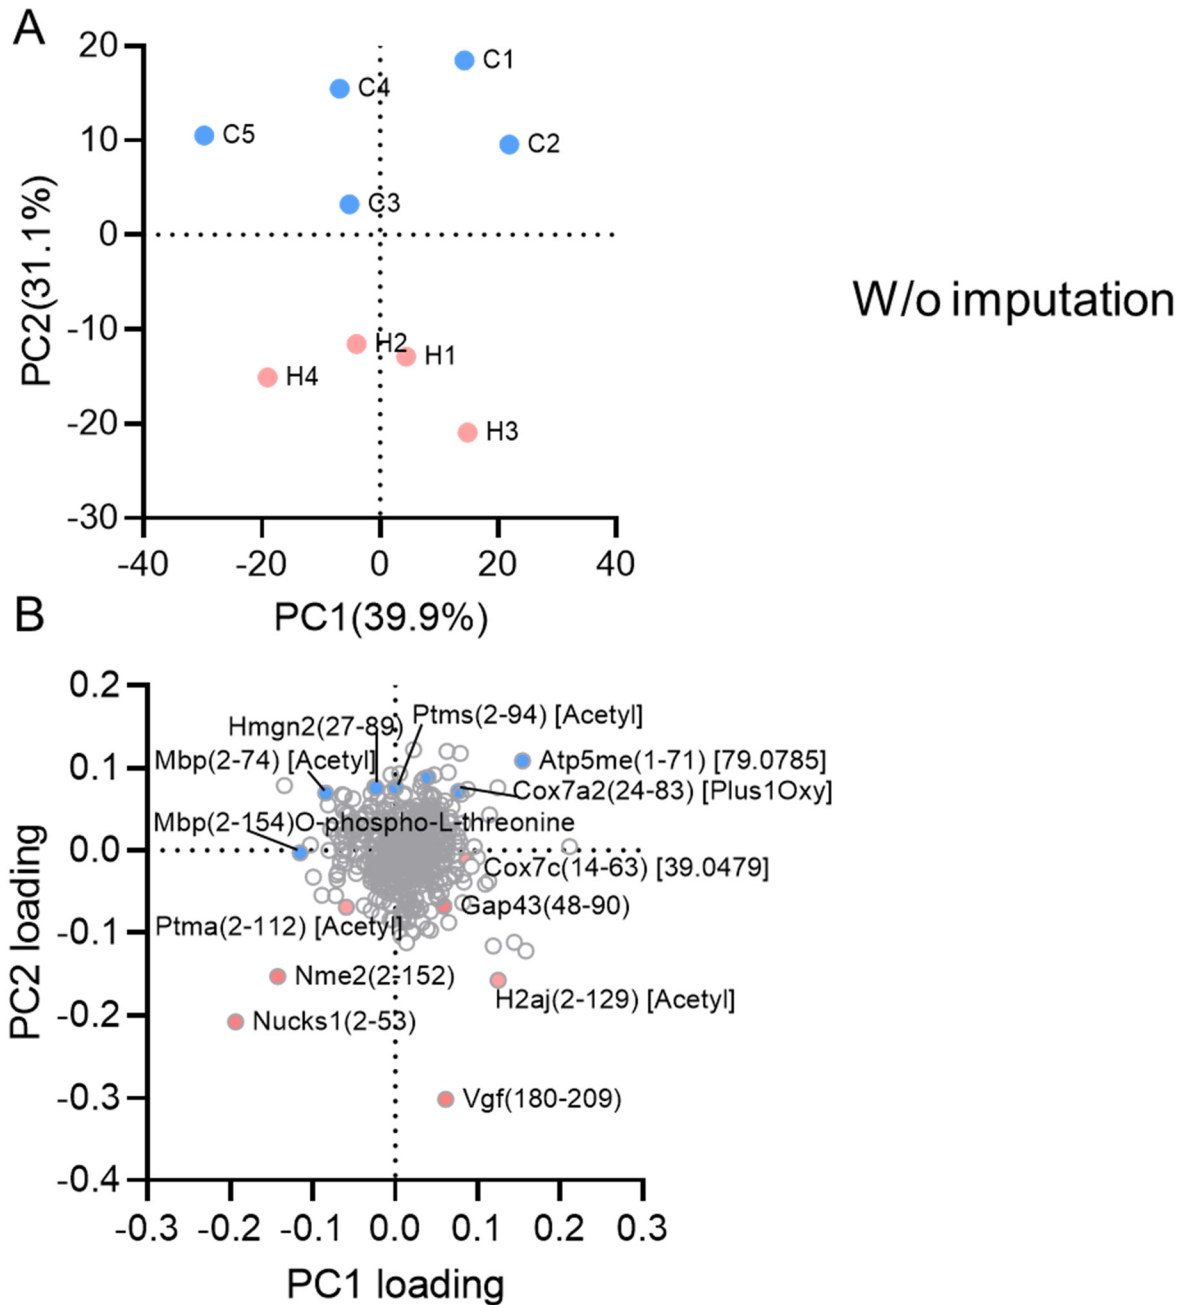 A
20
10
0
-10
-20
-30
PC2(31.1%)
C1
C4
C5
C2
C3
H2
H1
H4
H3
-40
-20
0
20
40
PC1(39.9%)
W/o imputation
B
0.2
0.1
0.0
-0.1
-0.2
-0.3
-0.4
PC2 loading
Ptms(2-94) [Acetyl]
Hmgn2(27-89)
Mbp(2-74) [Acetyl]
Atp5me(1-71) [79.0785]
Cox7a2(24-83) [Plus1Oxy]
Mbp(2-154)O-phospho-L-threonine
Cox7c(14-63) [39.0479]
Gap43(48-90)
Ptma(2-112) [Acetyl]
Nme2(2-152)
H2aj(2-129) [Acetyl]
Nucks1(2-53)
Vgf(180-209)
-0.3
-0.2
-0.1
0.0
0.1
0.2
0.3
PC1 loading